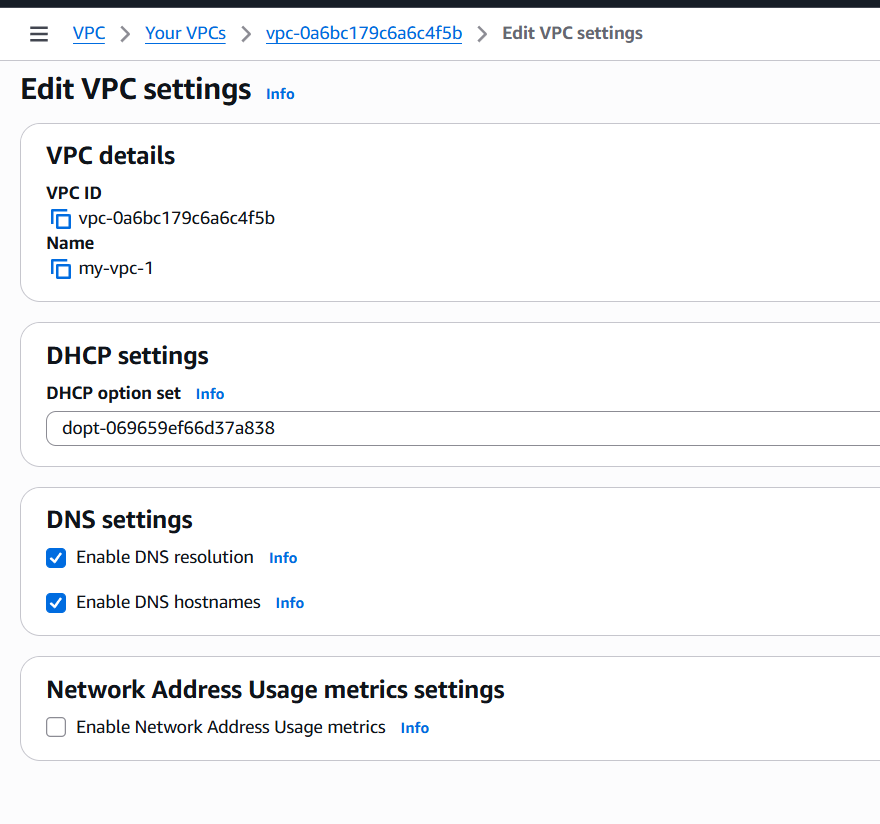 VPC > Your VPCs > vpc-0a6bc179c6a6c4f5b > Edit VPC settings
Edit VPC settings Info
VPC details
VPC ID
vpc-0a6bc179c6a6c4f5b
Name
my-vpc-1
DHCP settings
DHCP option set Info
dopt-069659ef66d37a838
DNS settings
Enable DNS resolution Info
Enable DNS hostnames Info
Network Address Usage metrics settings
Enable Network Address Usage metrics Info